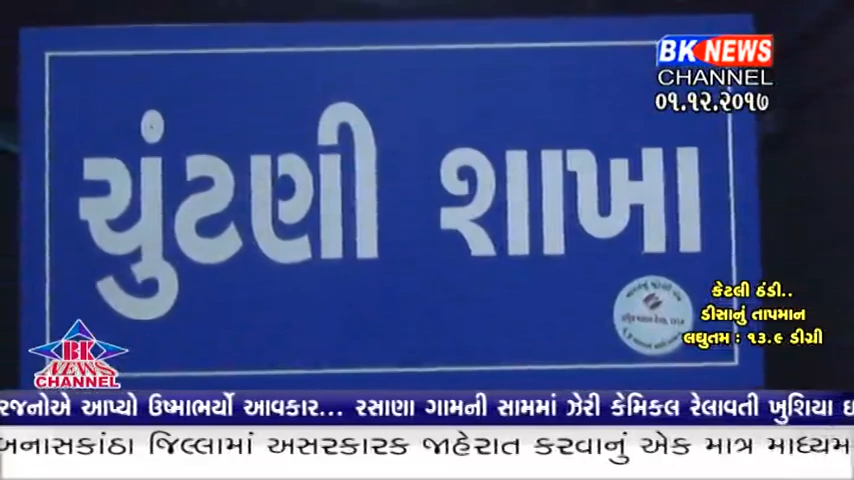 BK NEWS
CHANNEL
૦૧.૧૨.૨૦૧૭
ચુંટણી શાખા
કેટલી ઠંડી..
ડીસાનું તાપમાન
લઘુતમ : ૧૩.૯ ડીગ્રી
BK
NEWS
CHANNEL
રજનોએ આપ્યો ઉષ્માભર્યો આવકાર... રસાણા ગામની સામમાં ઝેરી કેમિકલ રેલાવતી ખુશિયા
બનાસકાંઠા જિલ્લામાં અસરકારક જાહેરાત કરવાનું એક માત્ર માધ્યમ